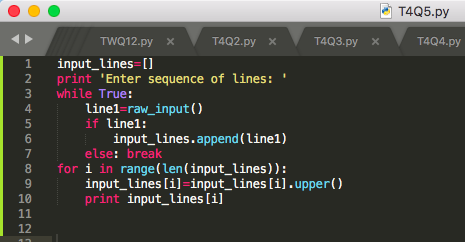 T4Q5.py
TWQ12.py × T4Q2.py × T4Q3.py × T4Q4.py
1 input_lines=[]
2 print 'Enter sequence of lines: '
3 while True:
4     line1=raw_input()
5     if line1:
6         input_lines.append(line1)
7     else: break
8 for i in range(len(input_lines)):
9     input_lines[i]=input_lines[i].upper()
10     print input_lines[i]
11
12
13